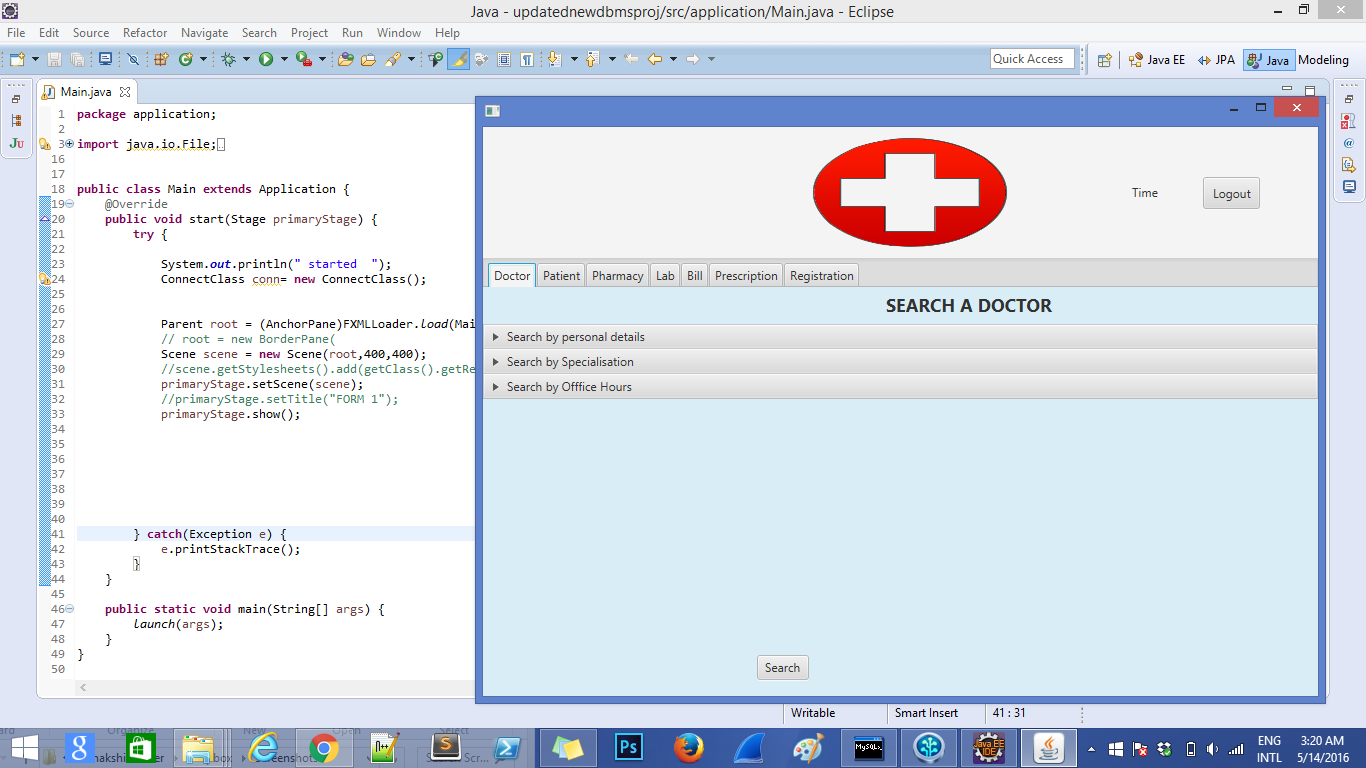 Java - updatednewdbmsproj/src/application/Main.java - Eclipse
File Edit Source Refactor Navigate Search Project Run Window Help
Quick Access Java EE JPA Java Modeling
Main.java
1 package application;
2
3 import java.io.File;
16
17
18 public class Main extends Application {
19 @Override
20 public void start(Stage primaryStage) {
21 try {
22
23 System.out.println(" started  ");
24 ConnectClass conn= new ConnectClass();
25
26
27 Parent root = (AnchorPane)FXMLLoader.load(Mai
28 // root = new BorderPane(
29 Scene scene = new Scene(root,400,400);
30 //scene.getStylesheets().add(getClass().getRe
31 primaryStage.setScene(scene);
32 //primaryStage.setTitle("FORM 1");
33 primaryStage.show();
34
35
36
37
38
39
40
41 } catch(Exception e) {
42 e.printStackTrace();
43 }
44 }
45
46 public static void main(String[] args) {
47 launch(args);
48 }
49 }
50
Time Logout
Doctor Patient Pharmacy Lab Bill Prescription Registration
SEARCH A DOCTOR
Search by personal details
Search by Specialisation
Search by Offfice Hours
Search
Writable Smart Insert 41 : 31
Organize New Open Select
ENG 3:20 AM
INTL 5/14/2016